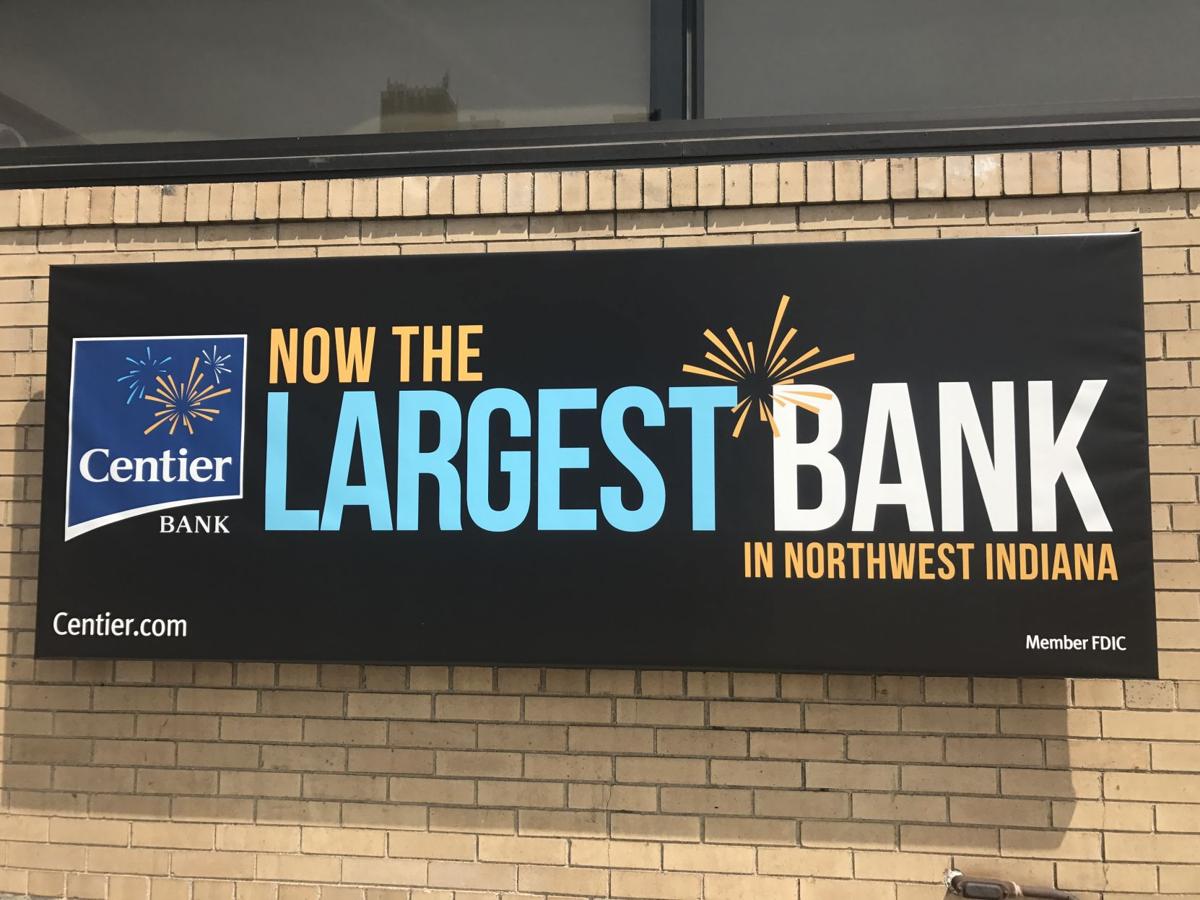 Centier
BANK
NOW THE
LARGEST BANK
IN NORTHWEST INDIANA
Centier.com
Member FDIC